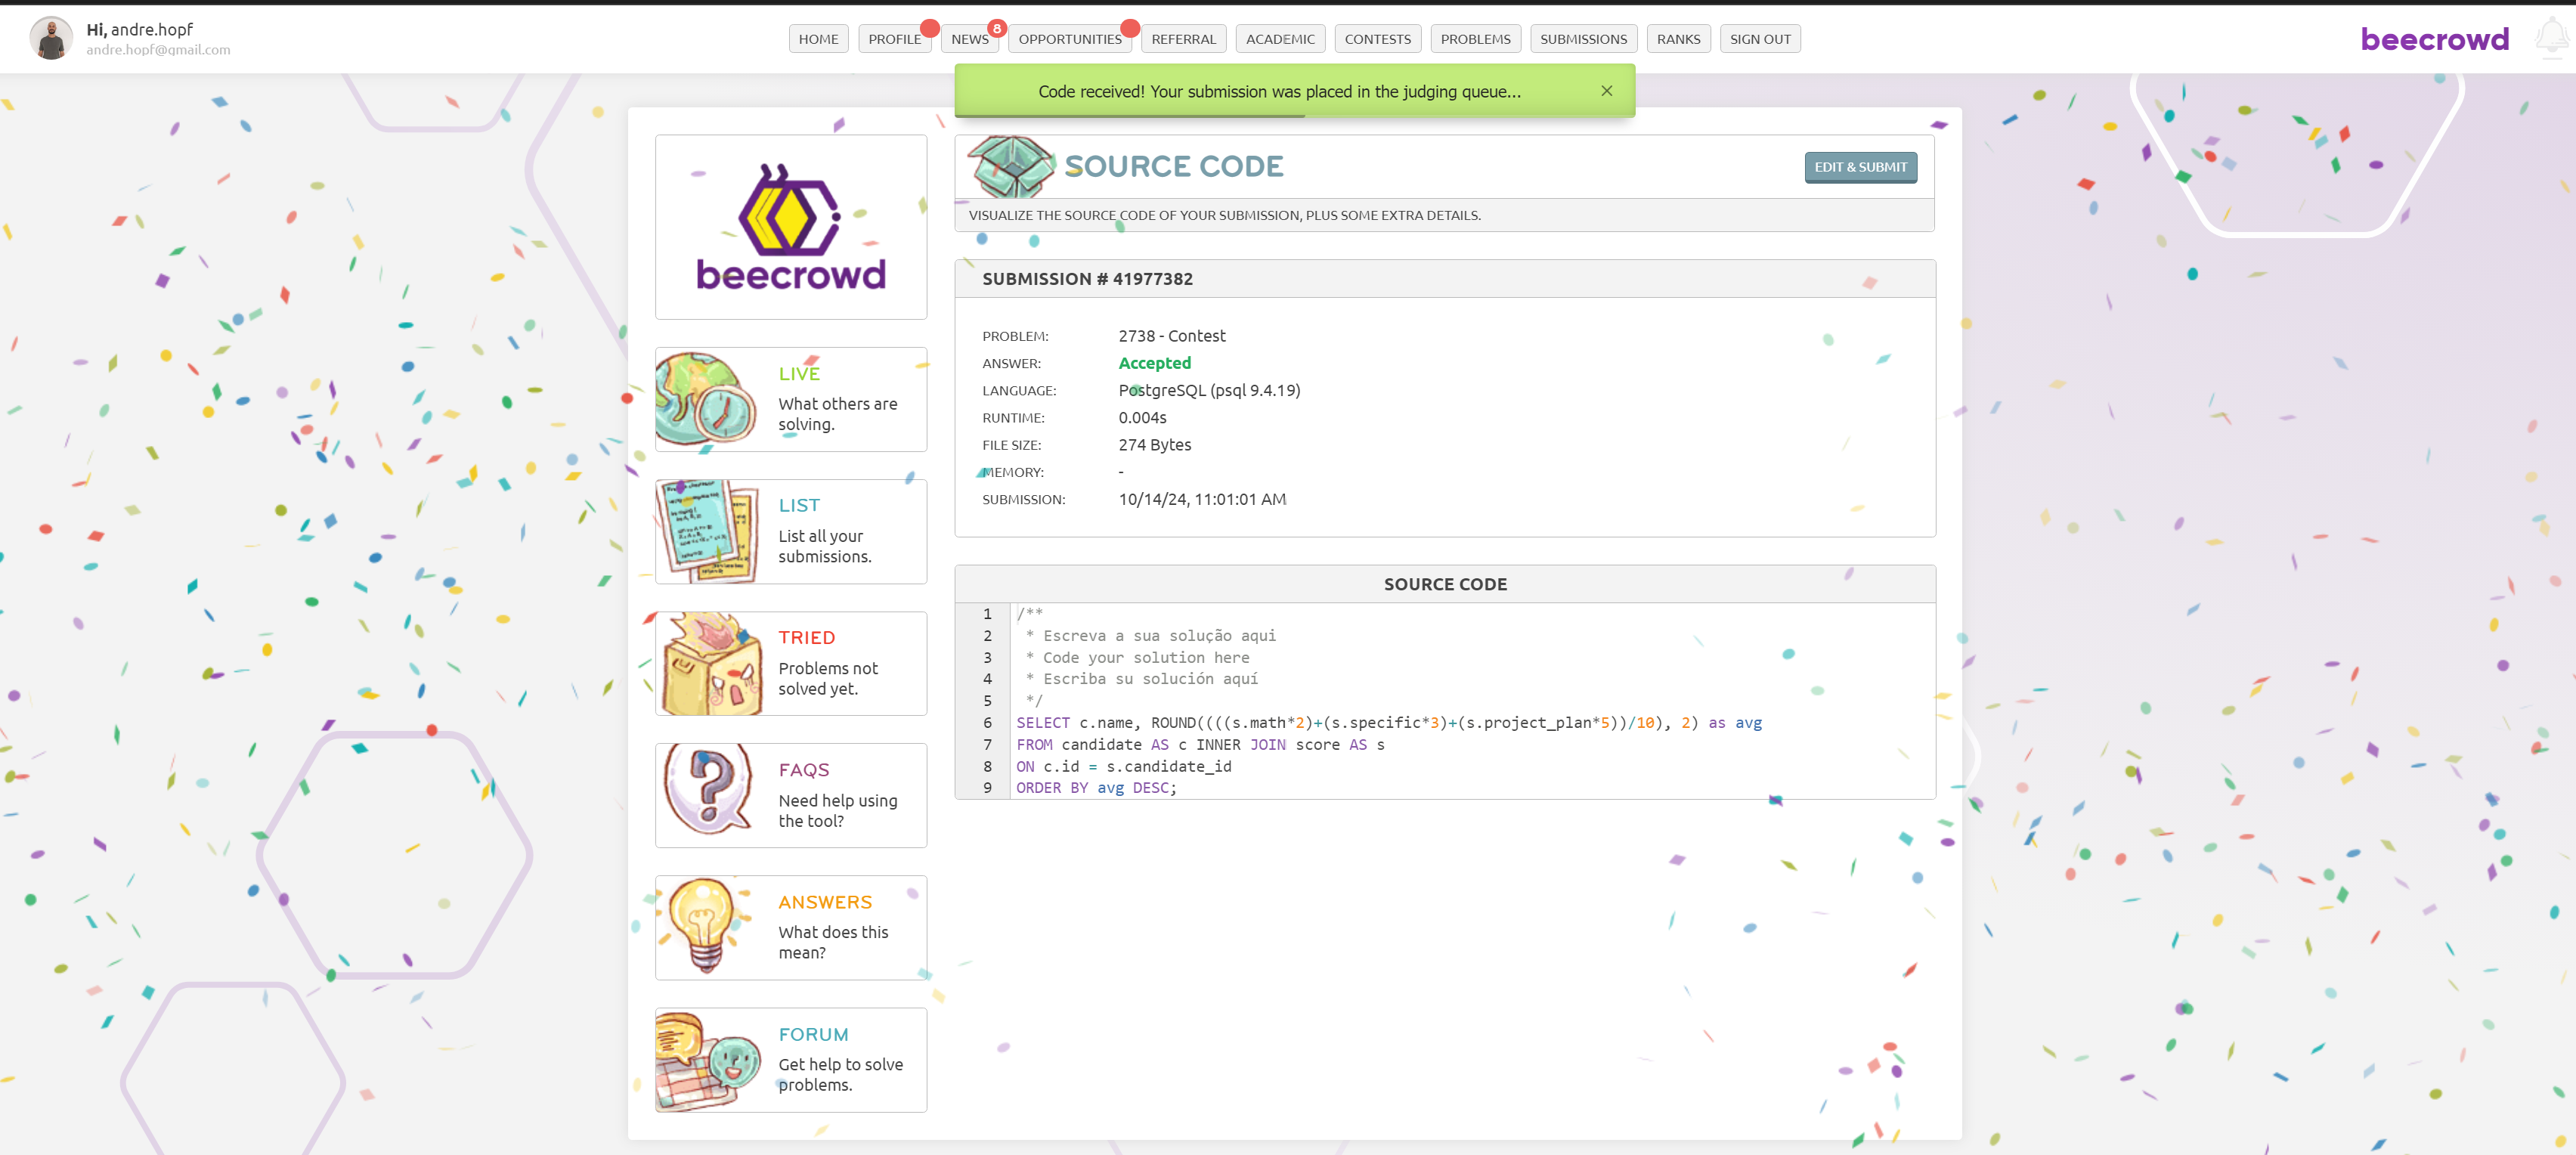 Hi, andre.hopf
andre.hopf@gmail.com
HOME
PROFILE
NEWS
8
OPPORTUNITIES
REFERRAL
ACADEMIC
CONTESTS
PROBLEMS
SUBMISSIONS
RANKS
SIGN OUT
beecrowd
Code received! Your submission was placed in the judging queue...
beecrowd
LIVE
What others are
solving.
LIST
List all your
submissions.
TRIED
Problems not
solved yet.
FAQS
Need help using
the tool?
ANSWERS
What does this
mean?
FORUM
Get help to solve
problems.
SOURCE CODE
EDIT & SUBMIT
VISUALIZE THE SOURCE CODE OF YOUR SUBMISSION, PLUS SOME EXTRA DETAILS.
SUBMISSION # 41977382
PROBLEM: 2738 - Contest
ANSWER: Accepted
LANGUAGE: PostgreSQL (psql 9.4.19)
RUNTIME: 0.004s
FILE SIZE: 274 Bytes
MEMORY: -
SUBMISSION: 10/14/24, 11:01:01 AM
SOURCE CODE
1 /**
2 * Escreva a sua solução aqui
3 * Code your solution here
4 * Escriba su solución aquí
5 */
6 SELECT c.name, ROUND((((s.math*2)+(s.specific*3)+(s.project_plan*5))/10), 2) as avg
7 FROM candidate AS c INNER JOIN score AS s
8 ON c.id = s.candidate_id
9 ORDER BY avg DESC;